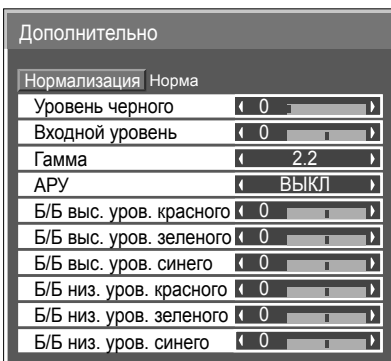 Дополнительно
Нормализация Норма
Уровень черного 0
Входной уровень 0
Гамма 2.2
АРУ ВЫКЛ
Б/Б выс. уров. красного 0
Б/Б выс. уров. зеленого 0
Б/Б выс. уров. синего 0
Б/Б низ. уров. красного 0
Б/Б низ. уров. зеленого 0
Б/Б низ. уров. синего 0